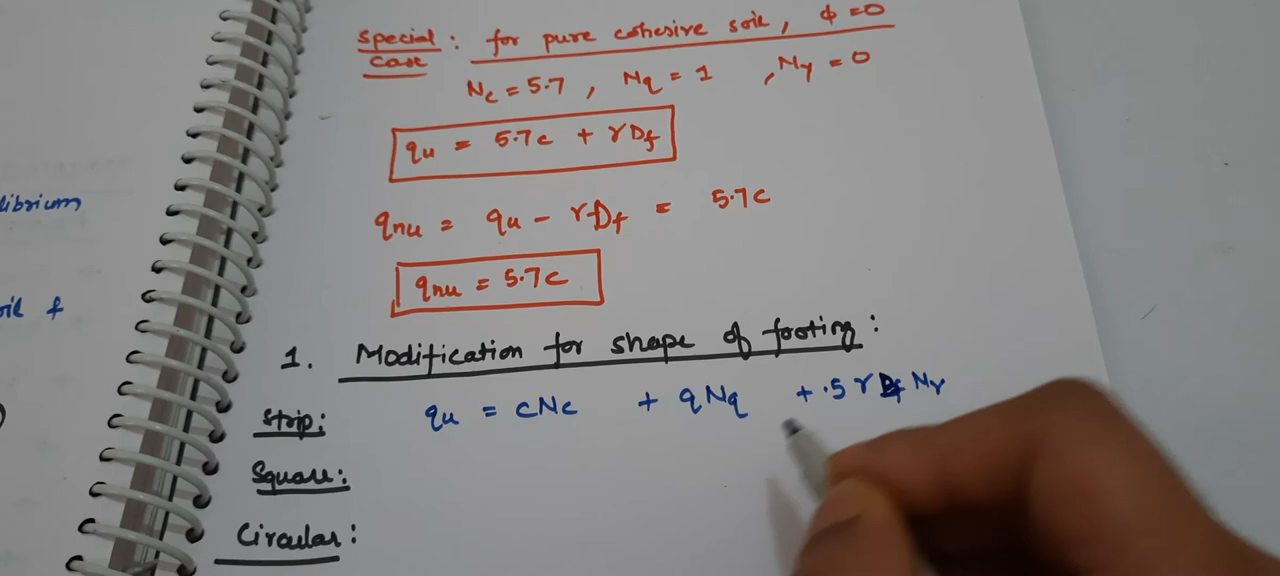 librium
oil f
special : for pure cohesive soil, ϕ = 0
case
Nc = 5.7 , Nq = 1 , Nγ = 0
qu = 5.7c + γDf
qnu = qu - γDf = 5.7c
qnu = 5.7c
1. Modification for shape of footing :
Strip: qu = cNc + qNq + .5 γ Nγ
Square:
Circular: